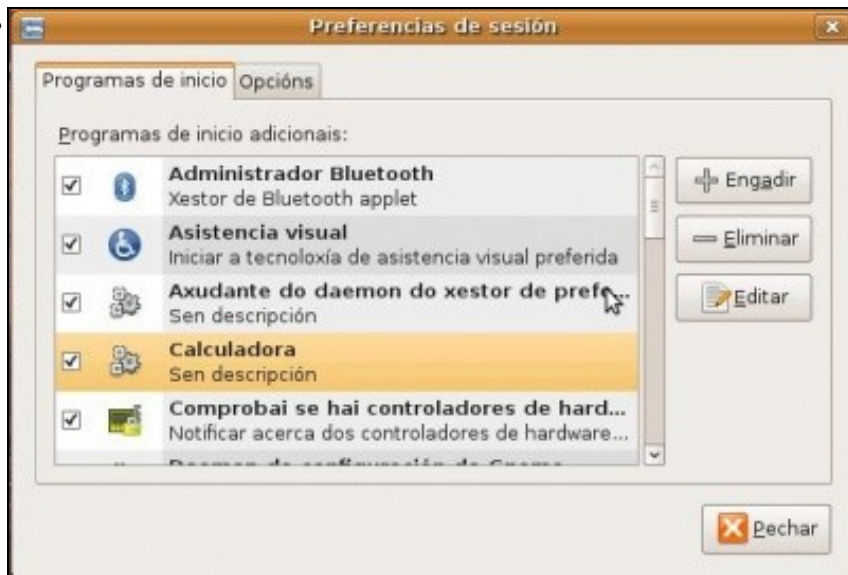 Preferencias de sesión
Programas de inicio Opcións
Programas de inicio adicionais:
Administrador Bluetooth
Xestor de Bluetooth applet
Asistencia visual
Iniciar a tecnoloxía de asistencia visual preferida
Axudante do daemon do xestor de prefe...
Sen descripción
Calculadora
Sen descripción
Comprobai se hai controladores de hard...
Notificar acerca dos controladores de hardware...
Engadir
Eliminar
Editar
Pechar